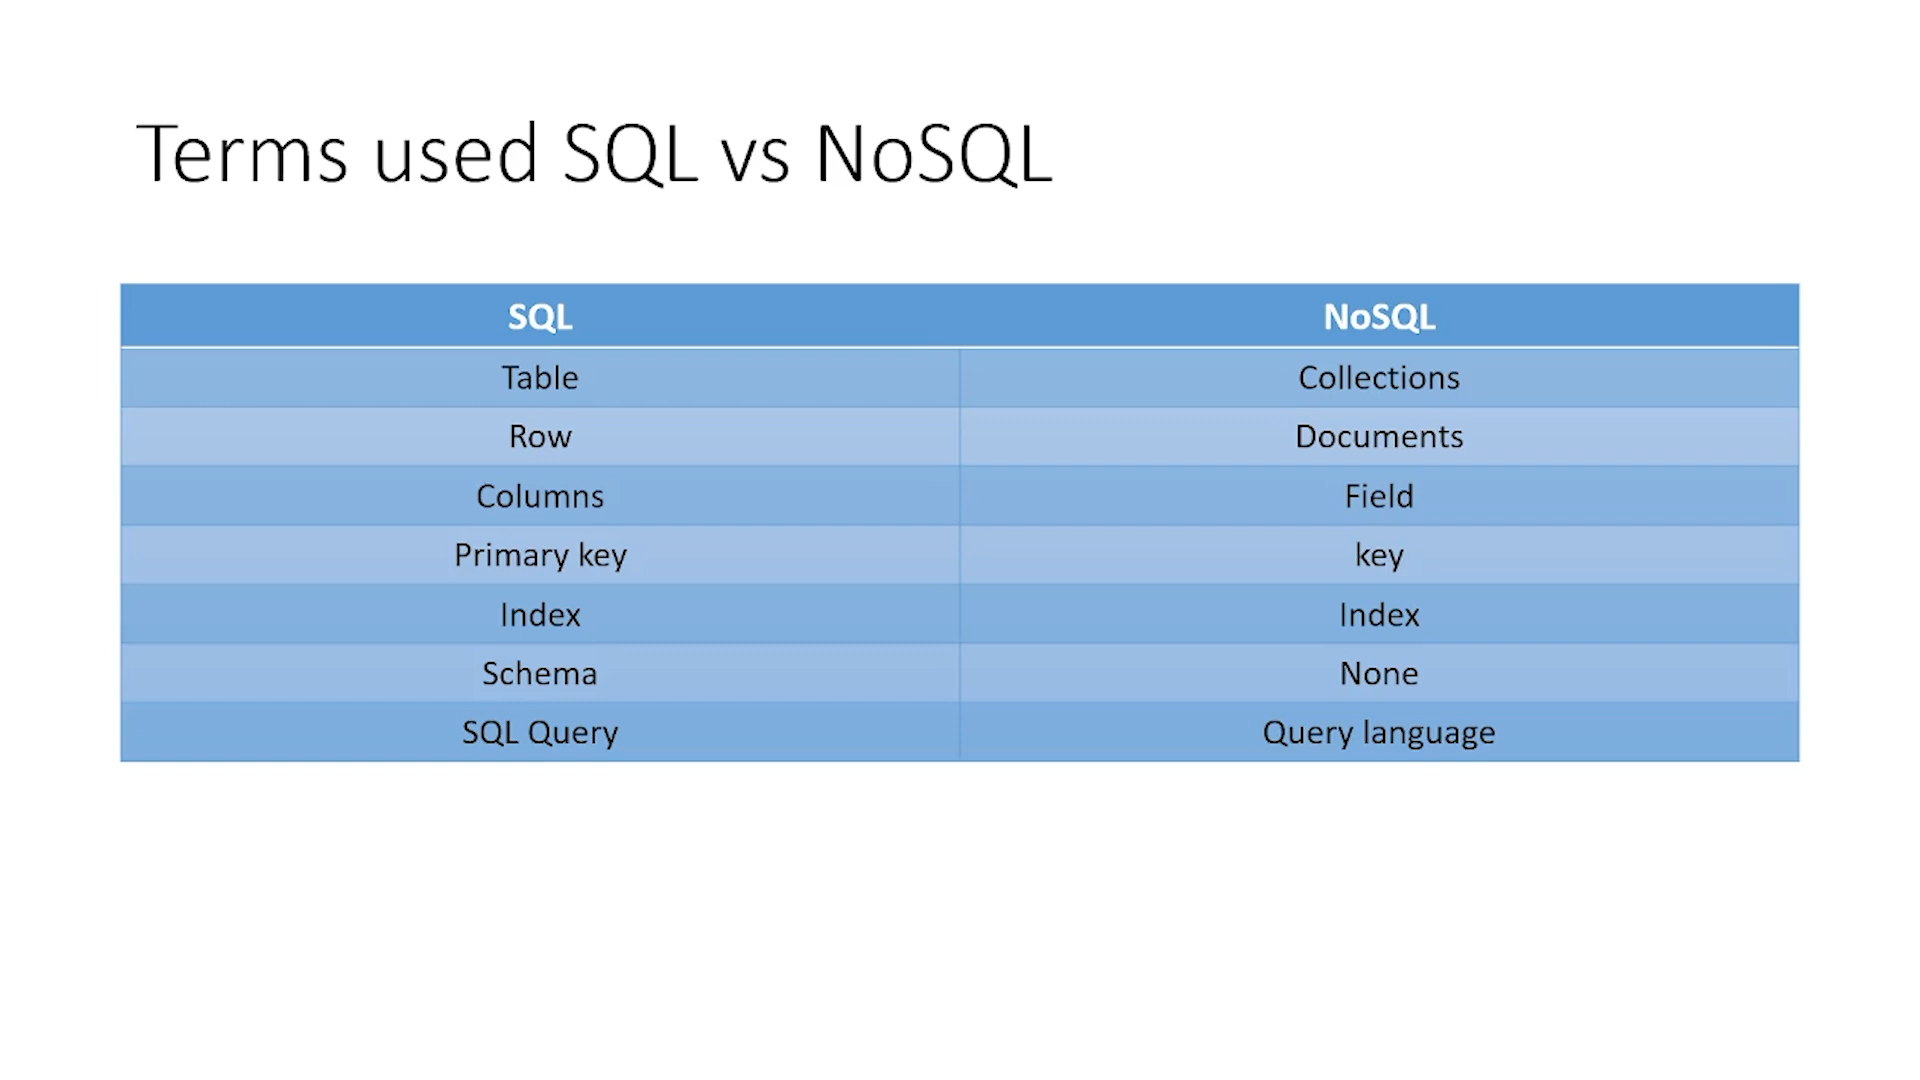 Terms used SQL vs NoSQL
SQL NoSQL
Table Collections
Row Documents
Columns Field
Primary key key
Index Index
Schema None
SQL Query Query language